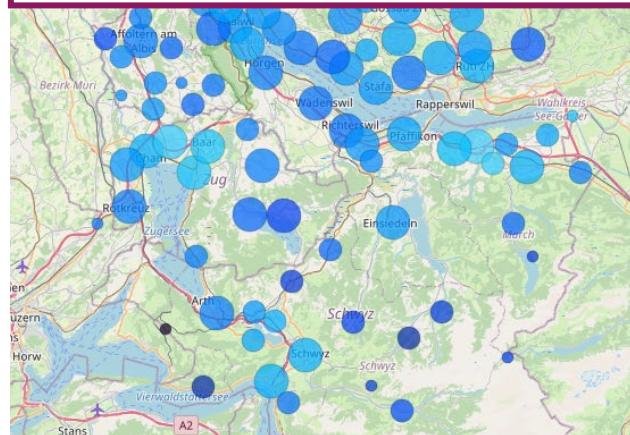 Affoltern am
Albis
Bezirk Muri
Horgen
Stäfa
Rüti ZH
Wädenswil
Rapperswil
Wahlkreis
See-Gaster
Richterswil
Pfäffikon
Cham
Baar
Zug
Rotkreuz
Zugersee
Einsiedeln
March
Arth
Schwyz
Schwyz
Schwyz
Horw
Vierwaldstättersee
A2
Stans